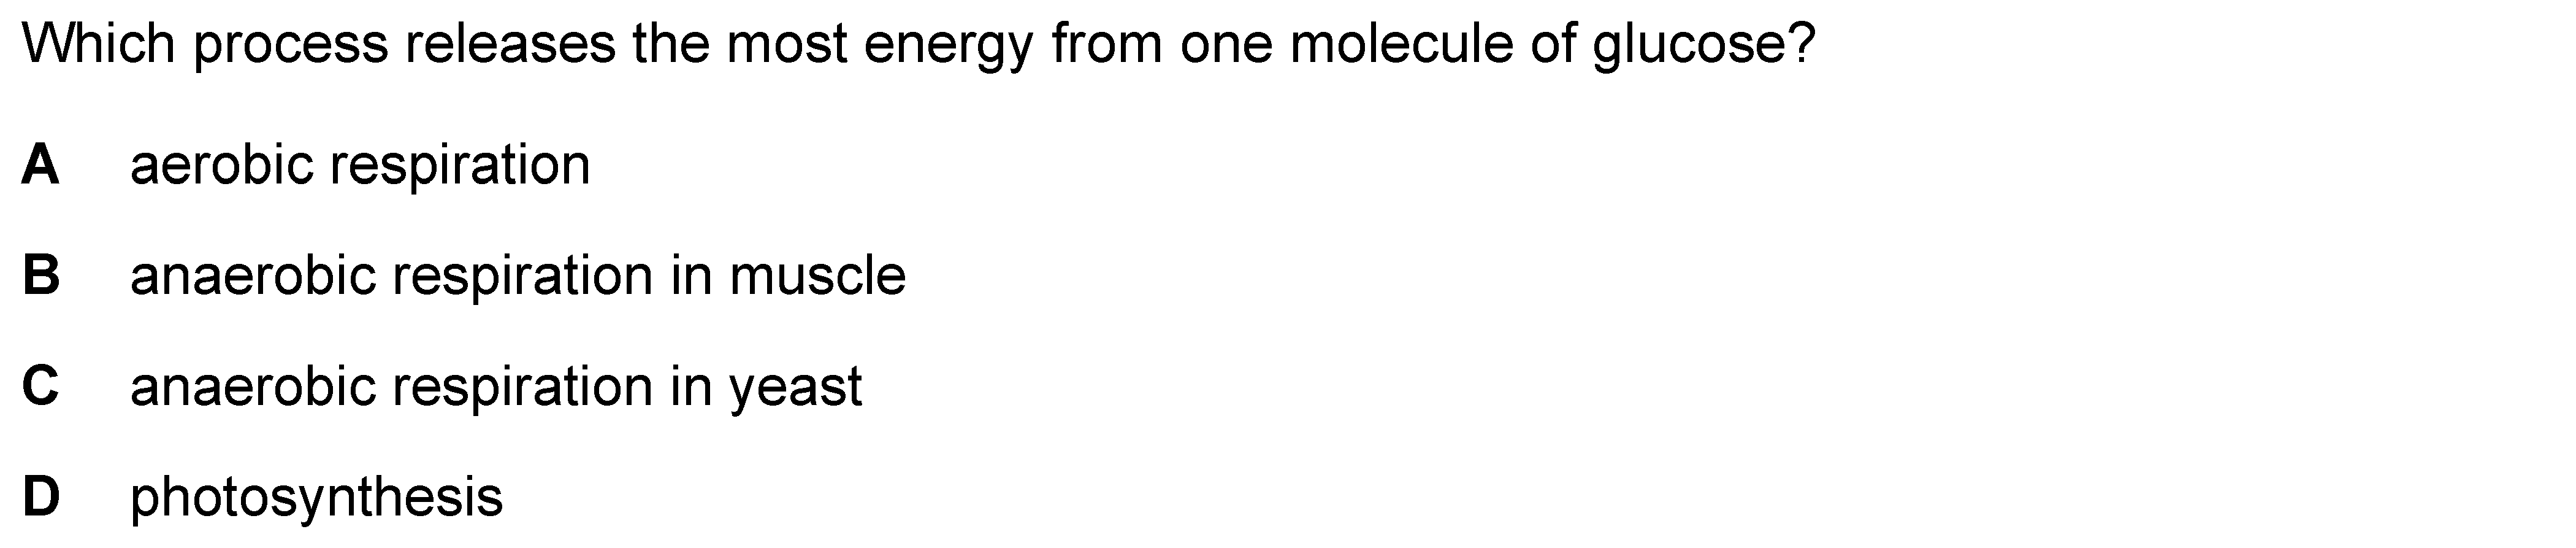 Which process releases the most energy from one molecule of glucose?
A aerobic respiration
B anaerobic respiration in muscle
C anaerobic respiration in yeast
D photosynthesis